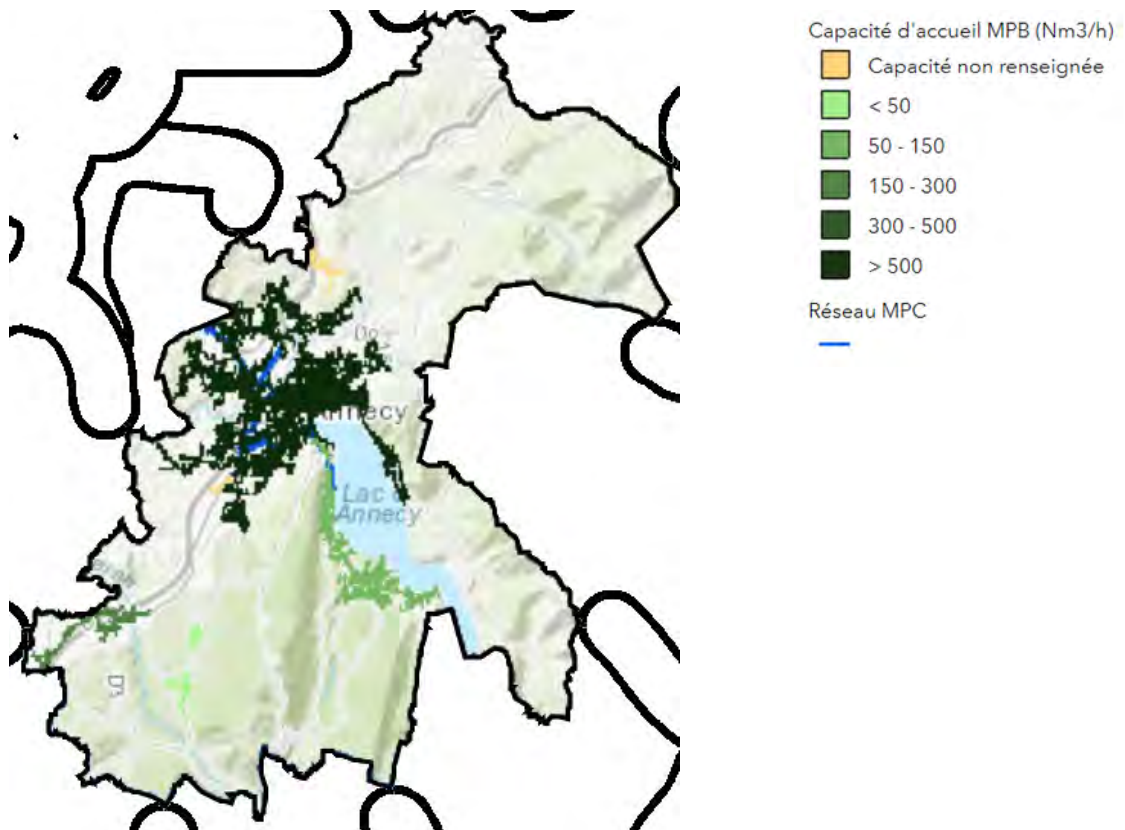 Capacité d'accueil MPB (Nm3/h)
Capacité non renseignée
< 50
50 - 150
150 - 300
300 - 500
> 500
Réseau MPC
Annecy
Lac
Annecy